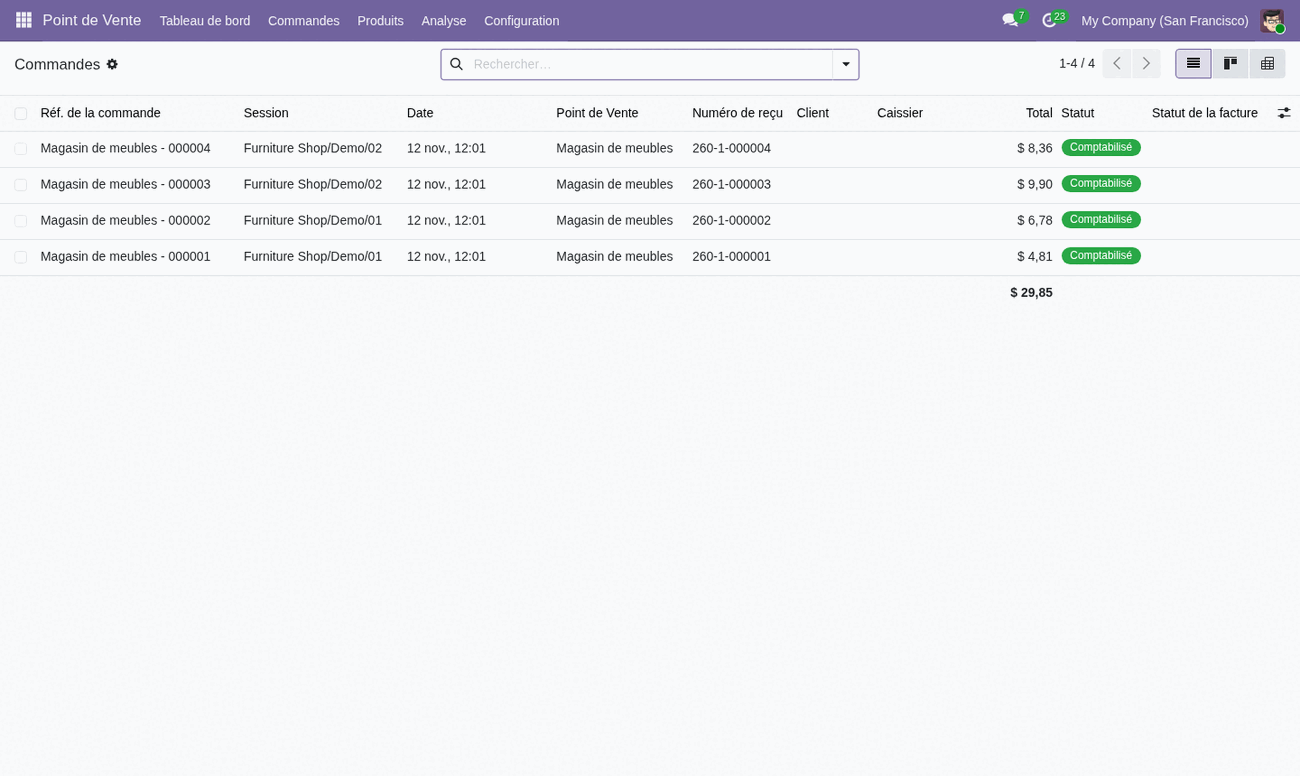 Point de Vente Tableau de bord Commandes Produits Analyse Configuration 7 23 My Company (San Francisco)
Commandes Rechercher... 1-4 / 4
Réf. de la commande Session Date Point de Vente Numéro de reçu Client Caissier Total Statut Statut de la facture
Magasin de meubles - 000004 Furniture Shop/Demo/02 12 nov., 12:01 Magasin de meubles 260-1-000004 $ 8,36 Comptabilisé
Magasin de meubles - 000003 Furniture Shop/Demo/02 12 nov., 12:01 Magasin de meubles 260-1-000003 $ 9,90 Comptabilisé
Magasin de meubles - 000002 Furniture Shop/Demo/01 12 nov., 12:01 Magasin de meubles 260-1-000002 $ 6,78 Comptabilisé
Magasin de meubles - 000001 Furniture Shop/Demo/01 12 nov., 12:01 Magasin de meubles 260-1-000001 $ 4,81 Comptabilisé
$ 29,85